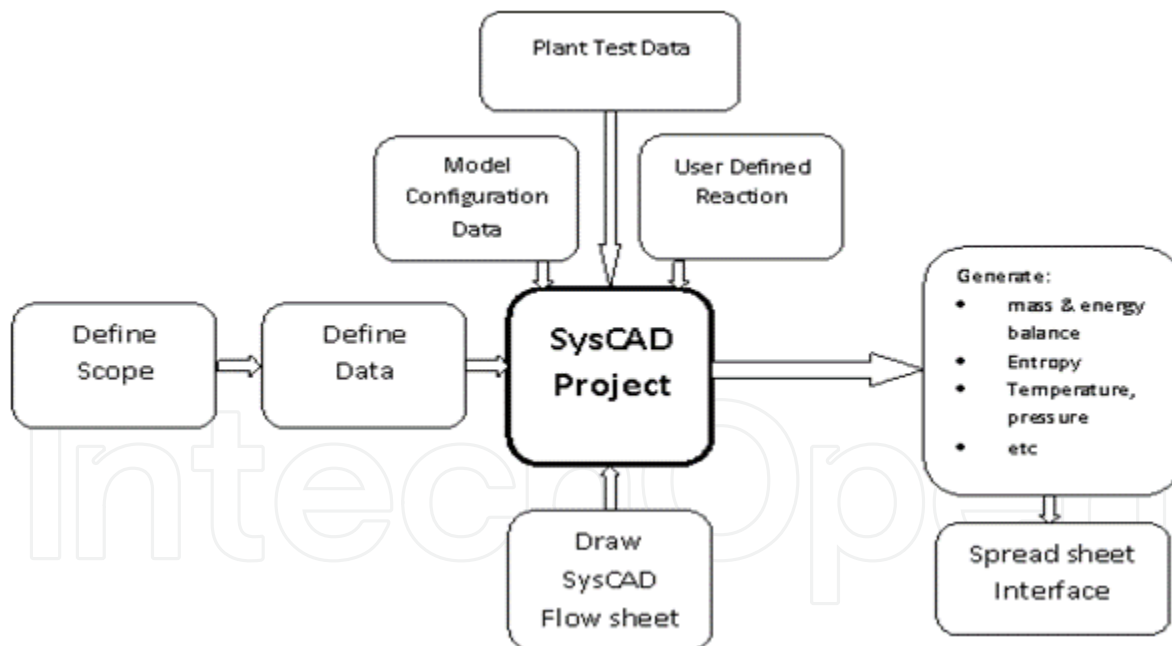 Plant Test Data
Model
Configuration
Data
User Defined
Reaction
Define
Scope
Define
Data
SysCAD
Project
Generate:
• mass & energy
balance
• Entropy
• Temperature,
pressure
• etc
Draw
SysCAD
Flow sheet
Spread sheet
Interface
IntechOpen